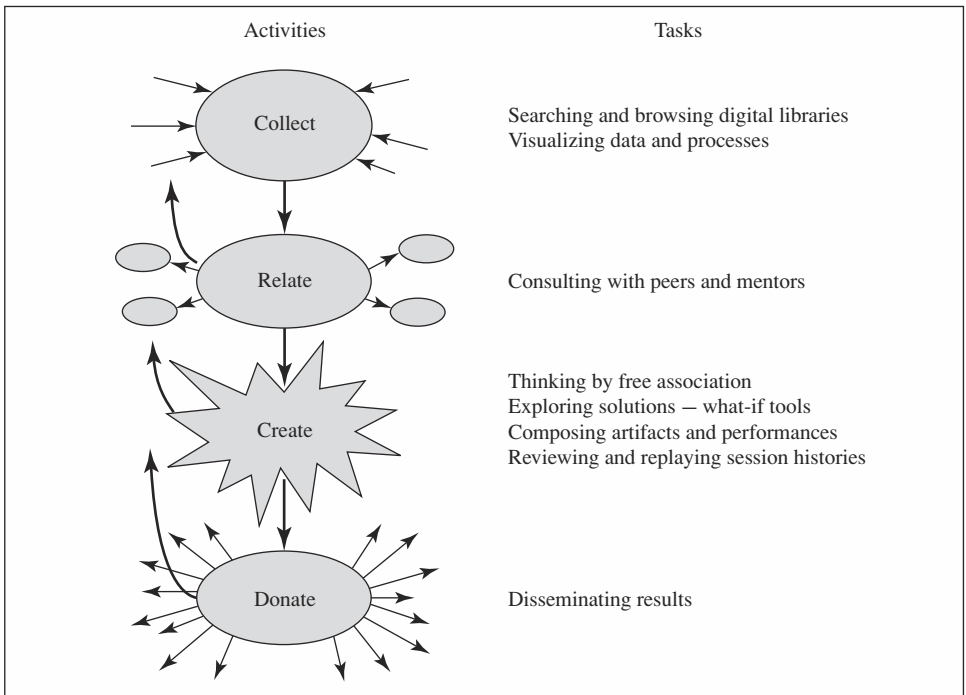 Activities
Tasks
Collect
Searching and browsing digital libraries
Visualizing data and processes
Relate
Consulting with peers and mentors
Create
Thinking by free association
Exploring solutions — what-if tools
Composing artifacts and performances
Reviewing and replaying session histories
Donate
Disseminating results